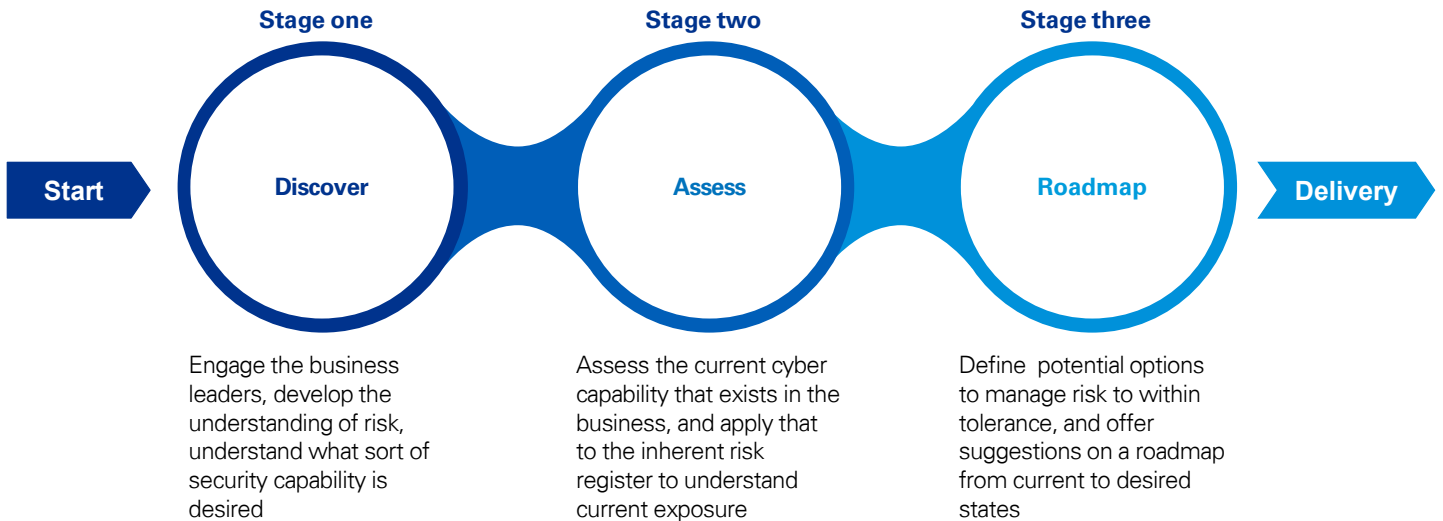 Stage one
Stage two
Stage three
Start
Discover
Assess
Roadmap
Delivery
Engage the business
leaders, develop the
understanding of risk,
understand what sort of
security capability is
desired
Assess the current cyber
capability that exists in the
business, and apply that
to the inherent risk
register to understand
current exposure
Define  potential options
to manage risk to within
tolerance, and offer
suggestions on a roadmap
from current to desired
states